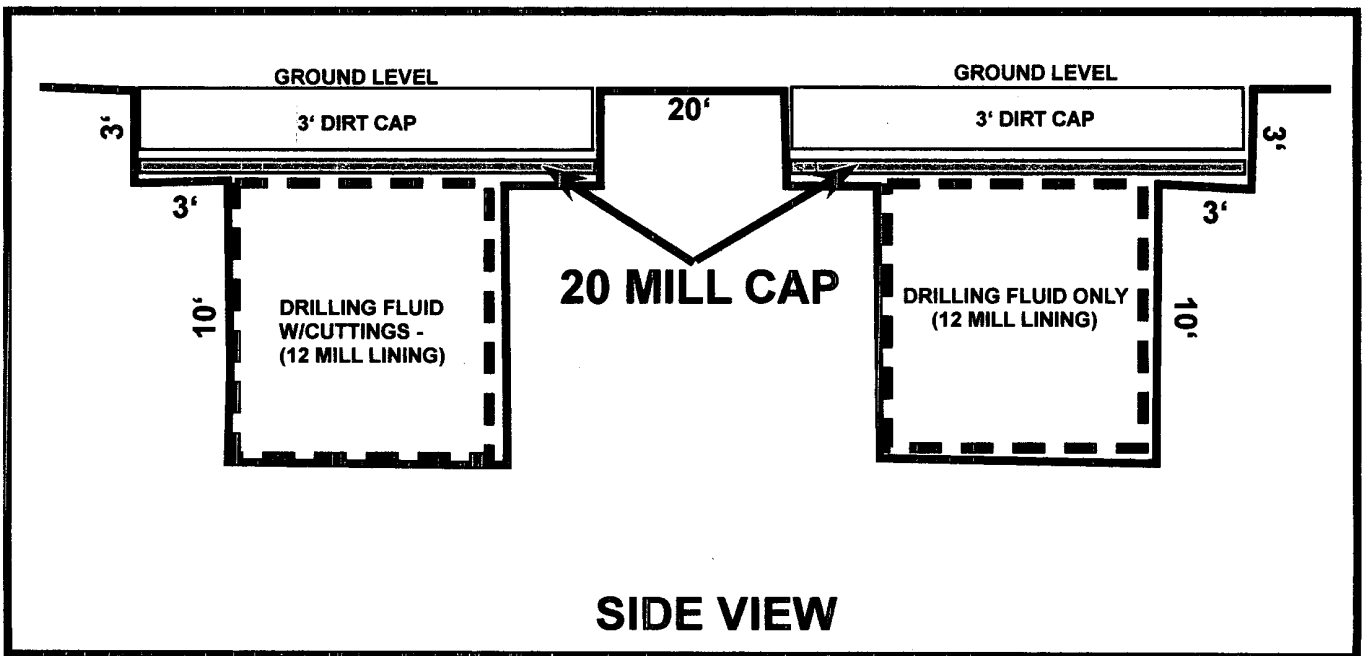 GROUND LEVEL
GROUND LEVEL
3' DIRT CAP
3' DIRT CAP
20'
3'
3'
3'
3'
20 MILL CAP
DRILLING FLUID
W/CUTTINGS -
(12 MILL LINING)
DRILLING FLUID ONLY
(12 MILL LINING)
10'
10'
SIDE VIEW